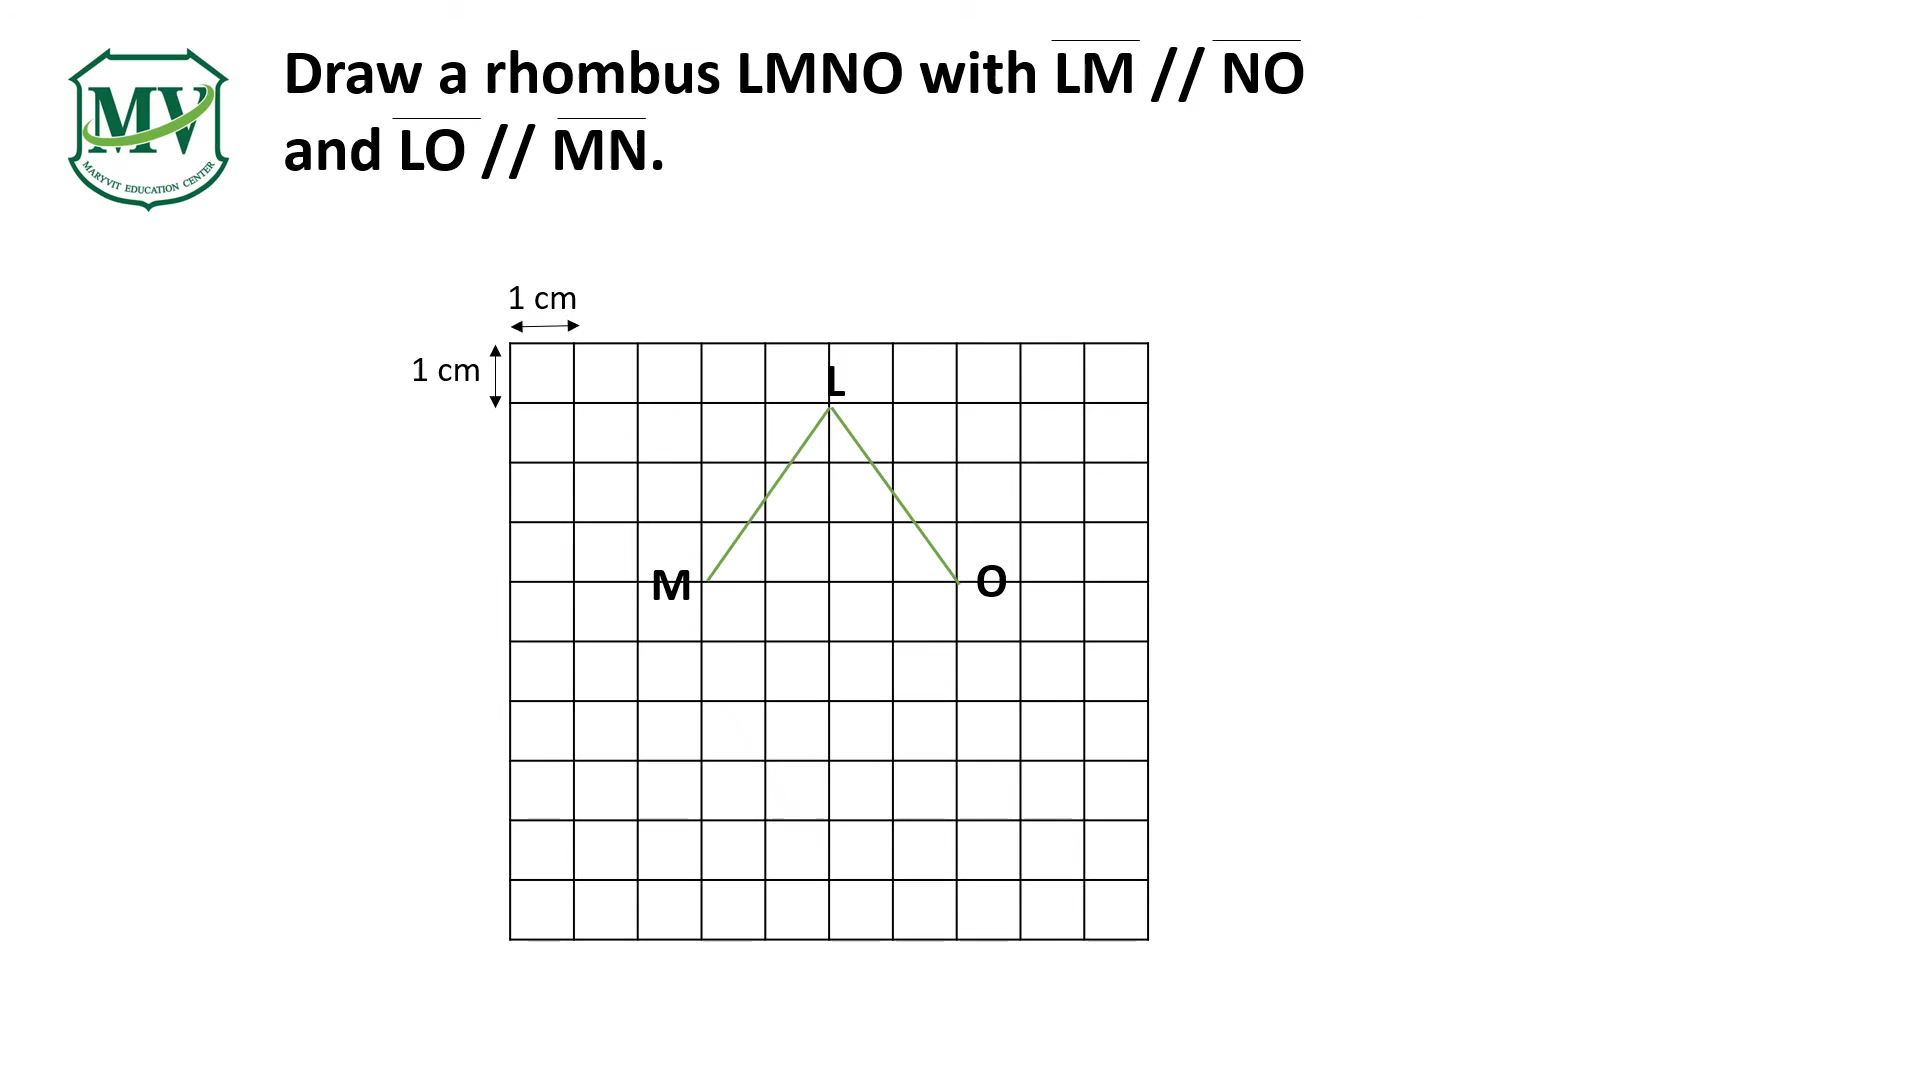 MV
MARYVIT EDUCATION CENTER
Draw a rhombus LMNO with LM // NO
and LO // MN.
1 cm
1 cm
L
M
O